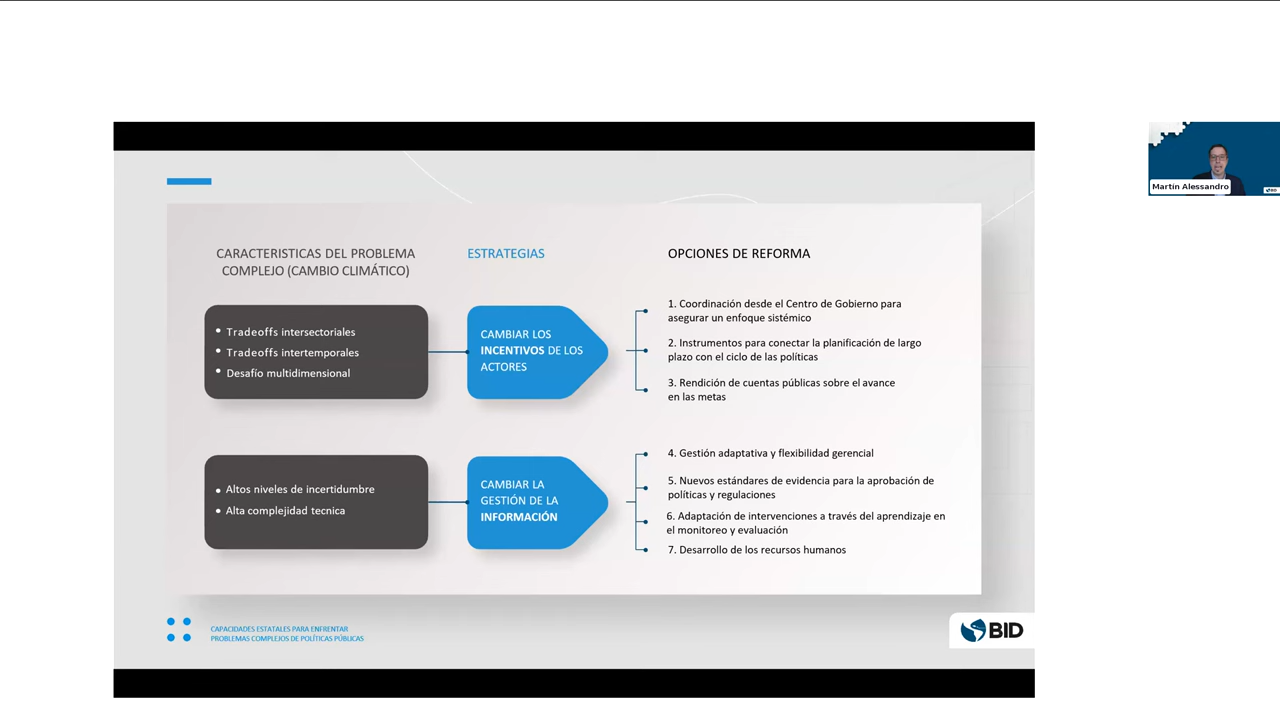 CARACTERISTICAS DEL PROBLEMA
COMPLEJO (CAMBIO CLIMÁTICO)
ESTRATEGIAS
OPCIONES DE REFORMA
• Tradeoffs intersectoriales
• Tradeoffs intertemporales
• Desafío multidimensional
CAMBIAR LOS
INCENTIVOS DE LOS
ACTORES
1. Coordinación desde el Centro de Gobierno para
asegurar un enfoque sistémico
2. Instrumentos para conectar la planificación de largo
plazo con el ciclo de las políticas
3. Rendición de cuentas públicas sobre el avance
en las metas
• Altos niveles de incertidumbre
• Alta complejidad tecnica
CAMBIAR LA
GESTIÓN DE LA
INFORMACIÓN
4. Gestión adaptativa y flexibilidad gerencial
5. Nuevos estándares de evidencia para la aprobación de
políticas y regulaciones
6. Adaptación de intervenciones a través del aprendizaje en
el monitoreo y evaluación
7. Desarrollo de los recursos humanos
CAPACIDADES ESTATALES PARA ENFRENTAR
PROBLEMAS COMPLEJOS DE POLÍTICAS PÚBLICAS
BID
Martin Alessandro
BID